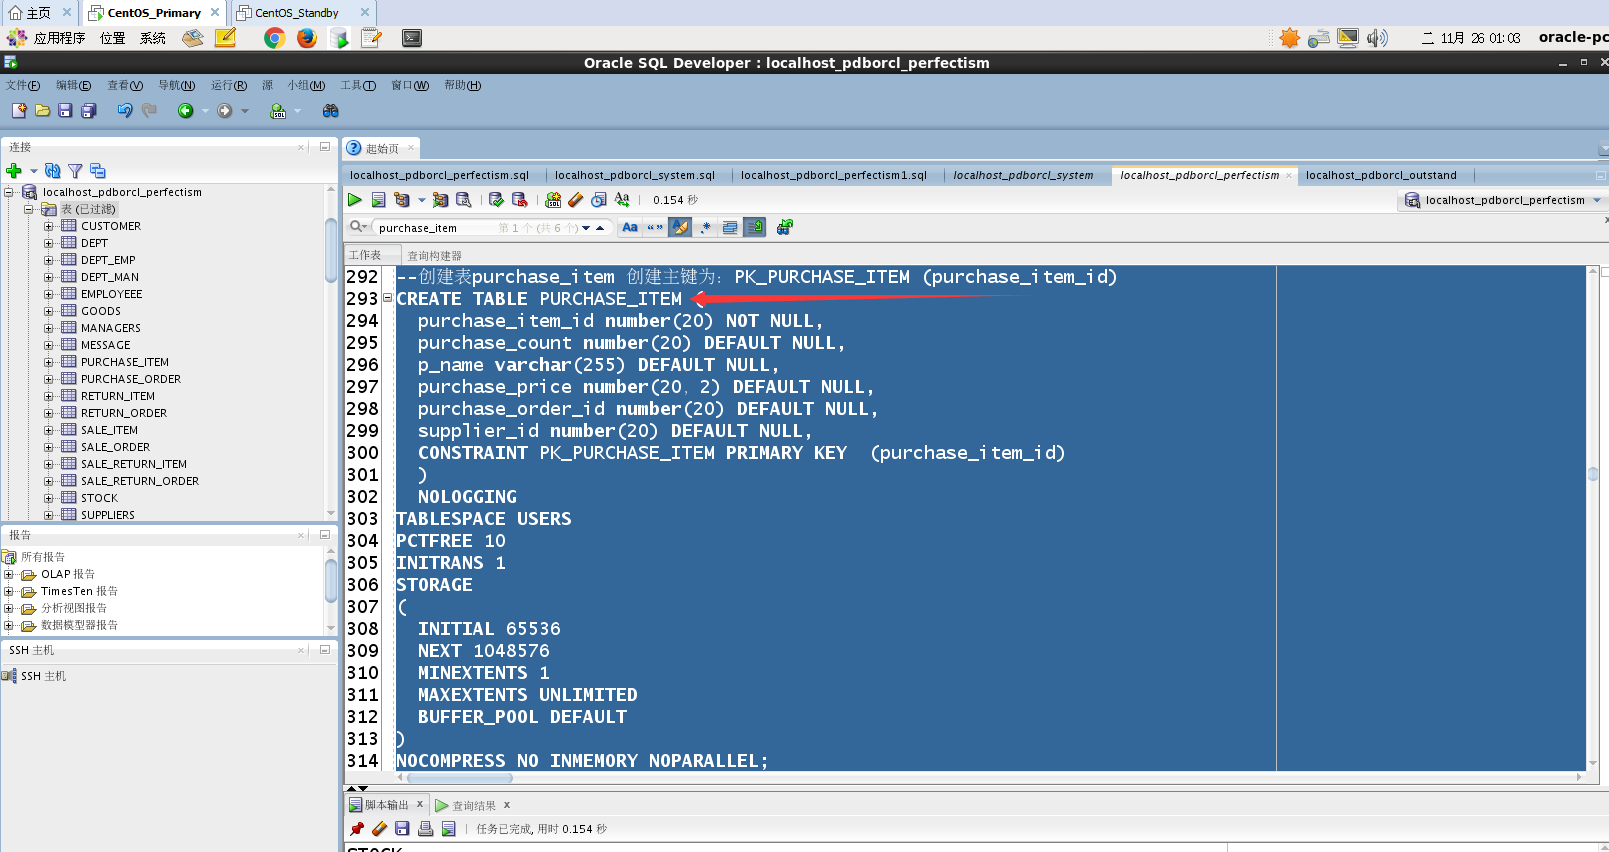 主页 CentOS_Primary CentOS_Standby
应用程序 位置 系统 二 11月 26 01:03 oracle-pc
Oracle SQL Developer : localhost_pdborcl_perfectism
文件(F) 编辑(E) 查看(V) 导航(N) 运行(R) 源 小组(M) 工具(T) 窗口(W) 帮助(H)
连接
localhost_pdborcl_perfectism
表 (已过滤)
CUSTOMER
DEPT
DEPT_EMP
DEPT_MAN
EMPLOYEEE
GOODS
MANAGERS
MESSAGE
PURCHASE_ITEM
PURCHASE_ORDER
RETURN_ITEM
RETURN_ORDER
SALE_ITEM
SALE_ORDER
SALE_RETURN_ITEM
SALE_RETURN_ORDER
STOCK
SUPPLIERS
报告
所有报告
OLAP 报告
TimesTen 报告
分析视图报告
数据模型器报告
SSH 主机
SSH 主机
起始页
localhost_pdborcl_perfectism.sql localhost_pdborcl_system.sql localhost_pdborcl_perfectism1.sql localhost_pdborcl_system localhost_pdborcl_perfectism localhost_pdborcl_outstand
0.154 秒 localhost_pdborcl_perfectism
purchase_item 第 1 个 (共 6 个) Aa “” .*
工作表 查询构建器
292 --创建表purchase_item 创建主键为: PK_PURCHASE_ITEM (purchase_item_id)
293 CREATE TABLE PURCHASE_ITEM (
294 purchase_item_id number(20) NOT NULL,
295 purchase_count number(20) DEFAULT NULL,
296 p_name varchar(255) DEFAULT NULL,
297 purchase_price number(20, 2) DEFAULT NULL,
298 purchase_order_id number(20) DEFAULT NULL,
299 supplier_id number(20) DEFAULT NULL,
300 CONSTRAINT PK_PURCHASE_ITEM PRIMARY KEY (purchase_item_id)
301 )
302 NOLOGGING
303 TABLESPACE USERS
304 PCTFREE 10
305 INITRANS 1
306 STORAGE
307 (
308 INITIAL 65536
309 NEXT 1048576
310 MINEXTENTS 1
311 MAXEXTENTS UNLIMITED
312 BUFFER_POOL DEFAULT
313 )
314 NOCOMPRESS NO INMEMORY NOPARALLEL;
脚本输出 查询结果
任务已完成, 用时 0.154 秒
STOCK